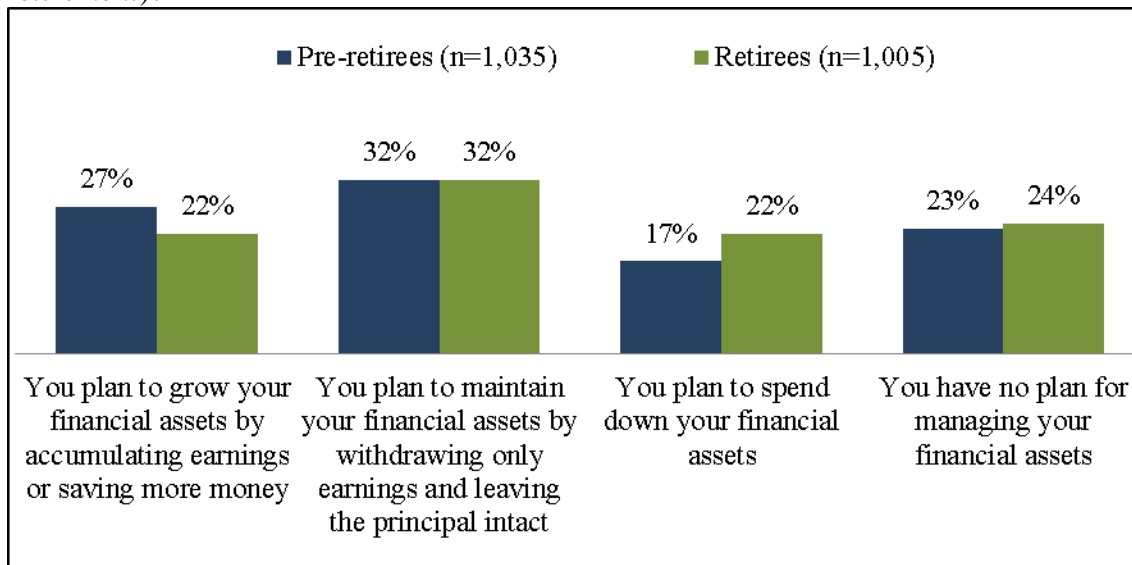 Pre-retirees (n=1,035) Retirees (n=1,005)
27% 22% 32% 32% 17% 22% 23% 24%
You plan to grow your financial assets by accumulating earnings or saving more money
You plan to maintain your financial assets by withdrawing only earnings and leaving the principal intact
You plan to spend down your financial assets
You have no plan for managing your financial assets